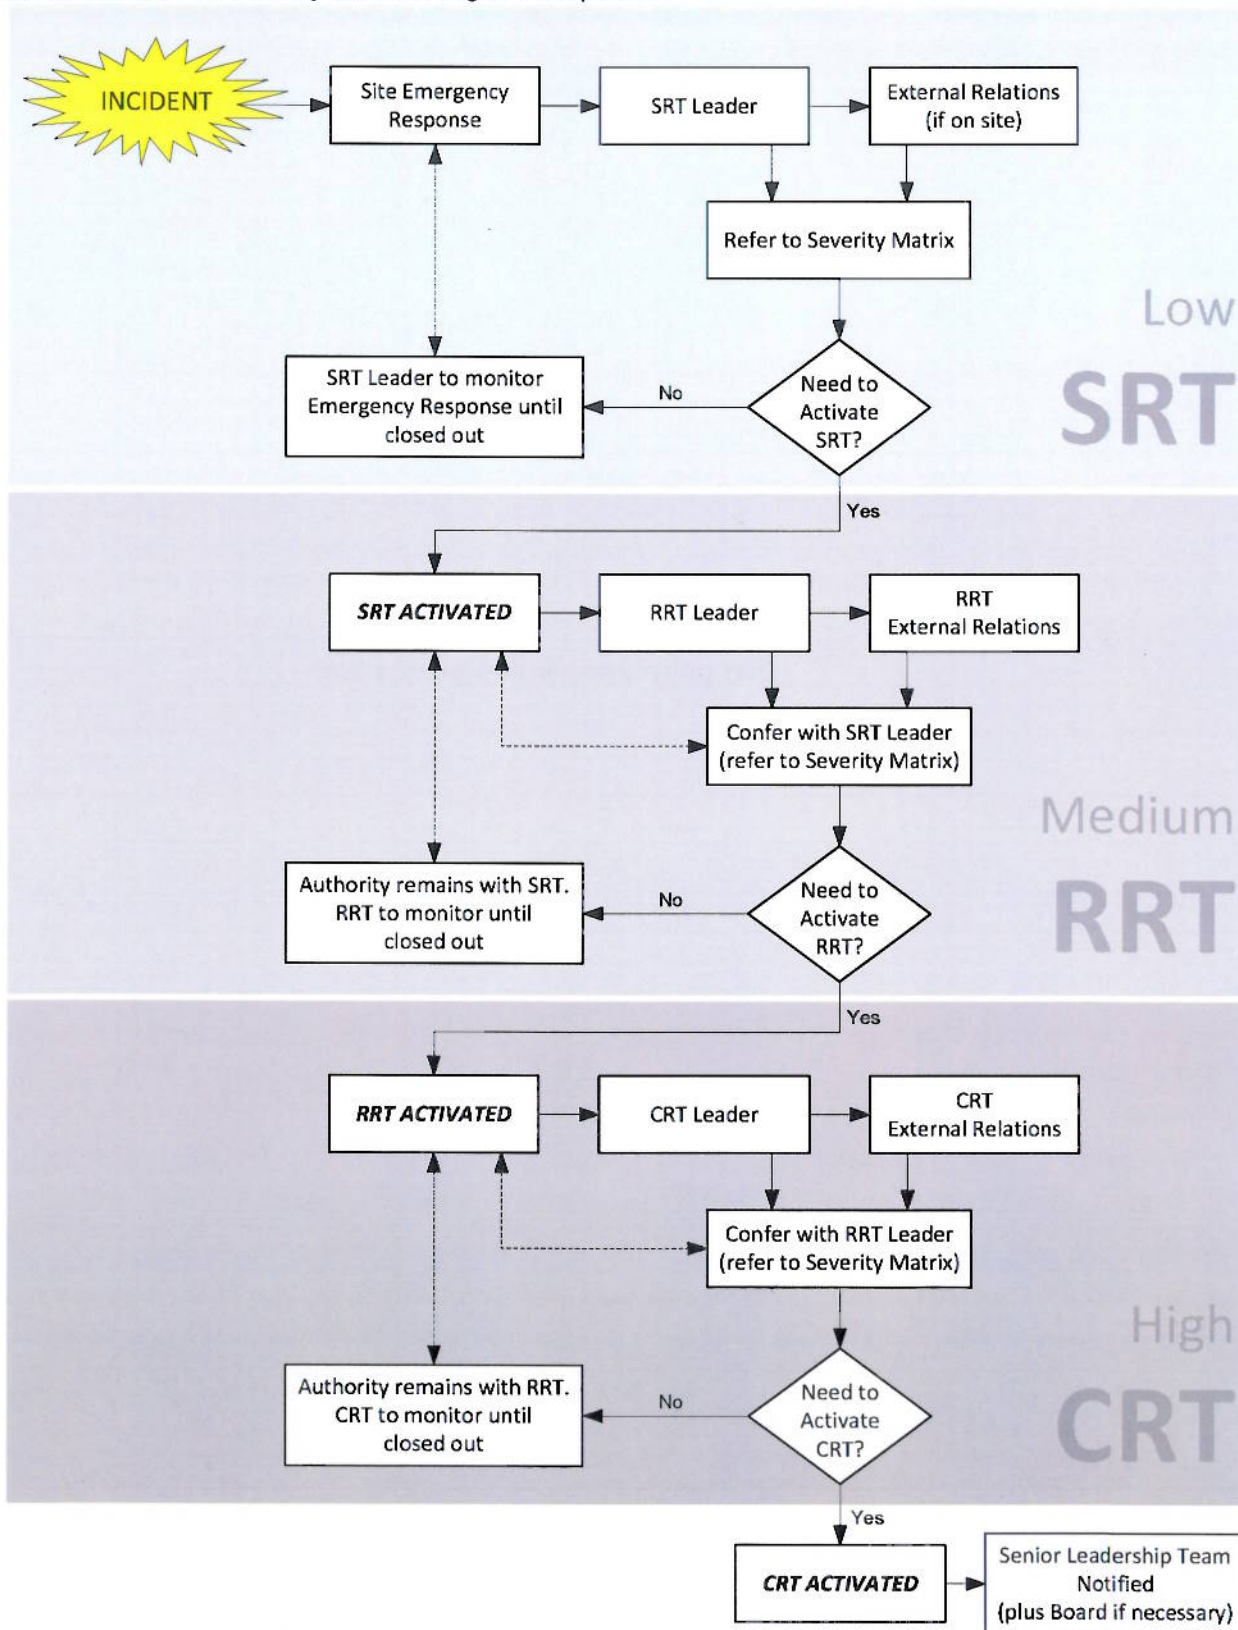 INCIDENT
Site Emergency
Response
SRT Leader
External Relations
(if on site)
Refer to Severity Matrix
Low
SRT
SRT Leader to monitor
Emergency Response until
closed out
No
Need to
Activate
SRT?
Yes
SRT ACTIVATED
RRT Leader
RRT
External Relations
Confer with SRT Leader
(refer to Severity Matrix)
Medium
RRT
Authority remains with SRT.
RRT to monitor until
closed out
No
Need to
Activate
RRT?
Yes
RRT ACTIVATED
CRT Leader
CRT
External Relations
Confer with RRT Leader
(refer to Severity Matrix)
High
CRT
Authority remains with RRT.
CRT to monitor until
closed out
No
Need to
Activate
CRT?
Yes
CRT ACTIVATED
Senior Leadership Team
Notified
(plus Board if necessary)